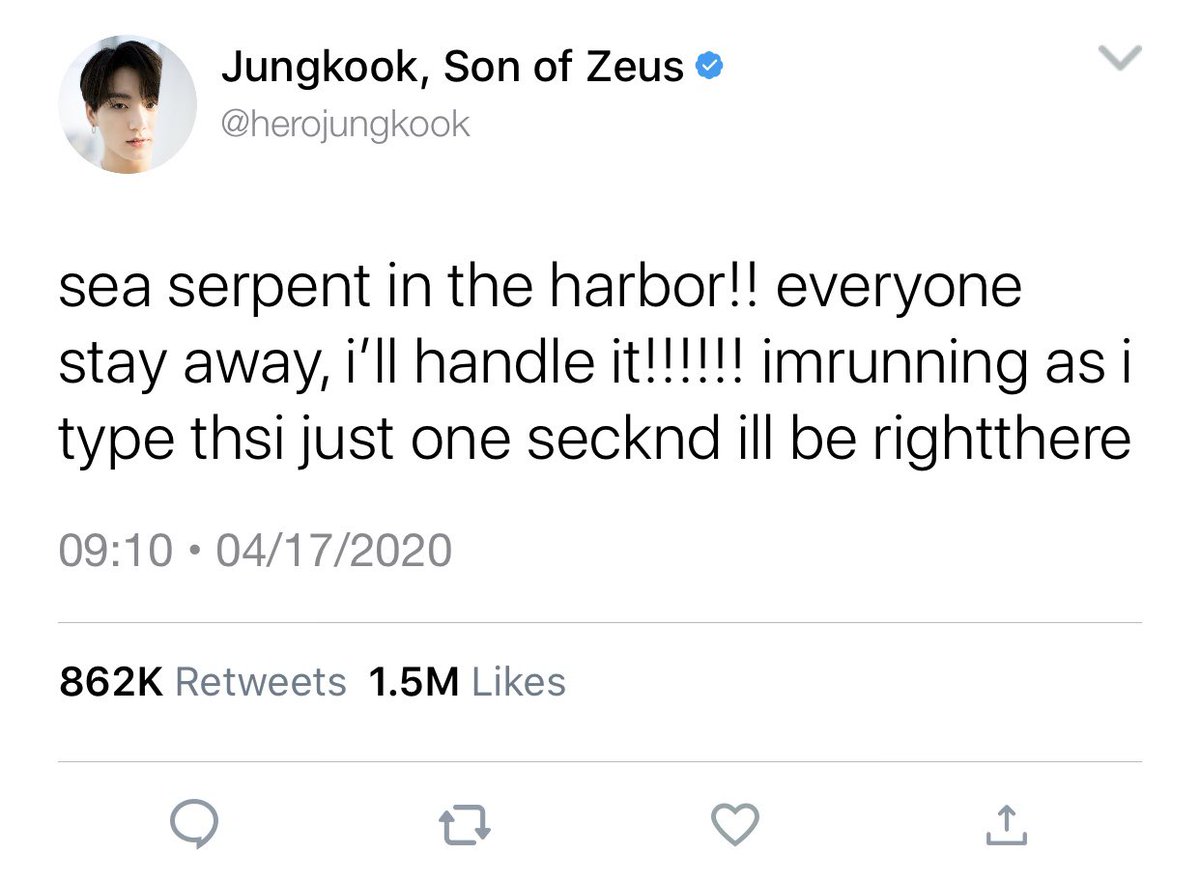 Jungkook, Son of Zeus
@herojungkook
sea serpent in the harbor!! everyone
stay away, i’ll handle it!!!!!! imrunning as i
type thsi just one secknd ill be rightthere
09:10 • 04/17/2020
862K Retweets 1.5M Likes